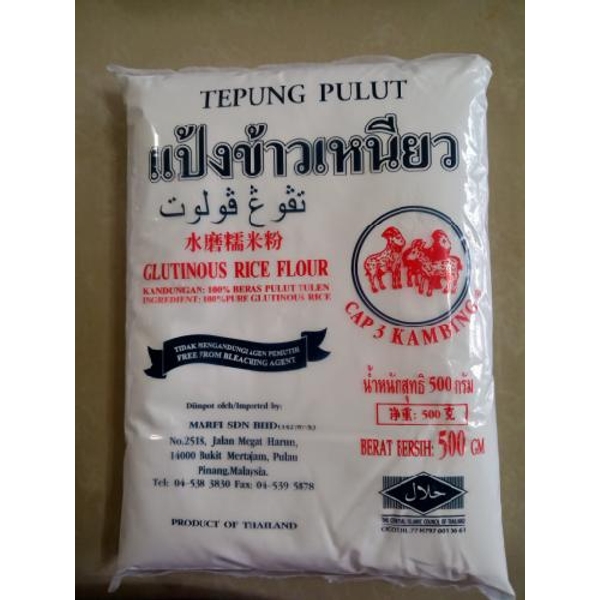 TEPUNG PULUT
แป้งข้าวเหนียว
تڤوڠ ڤولوت
水磨糯米粉
GLUTINOUS RICE FLOUR
KANDUNGAN: 100% BERAS PULUT TULEN
INGREDIENT: 100% PURE GLUTINOUS RICE
CAP 3 KAMBING
TIDAK MENGANDUNGI AGEN PEMUTIH
FREE FROM BLEACHING AGENT.
น้ำหนักสุทธิ 500 กรัม
净重: 500 克
BERAT BERSIH: 500 GM
Diimpot oleh/Imported by:
MARFI SDN BHD
No.2518, Jalan Megat Harun,
14000 Bukit Mertajam, Pulau
Pinang,Malaysia.
Tel: 04-538 3830 Fax: 04-539 5878
PRODUCT OF THAILAND
حلال
THE CENTRAL ISLAMIC COUNCIL OF THAILAND